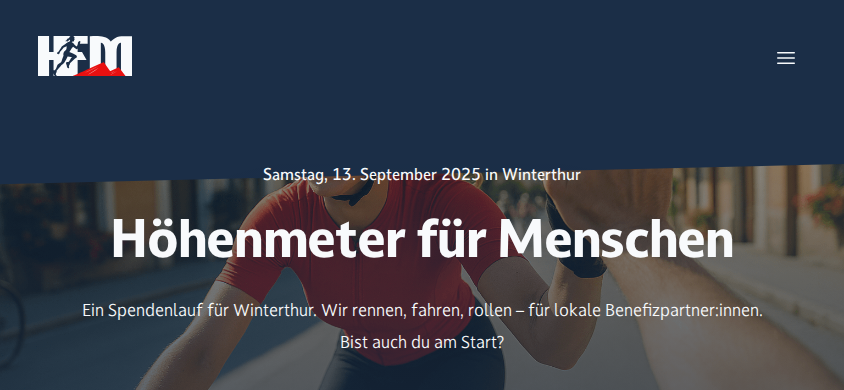 HFM
Samstag, 13. September 2025 in Winterthur
Höhenmeter für Menschen
Ein Spendenlauf für Winterthur. Wir rennen, fahren, rollen – für lokale Benefizpartner:innen.
Bist auch du am Start?